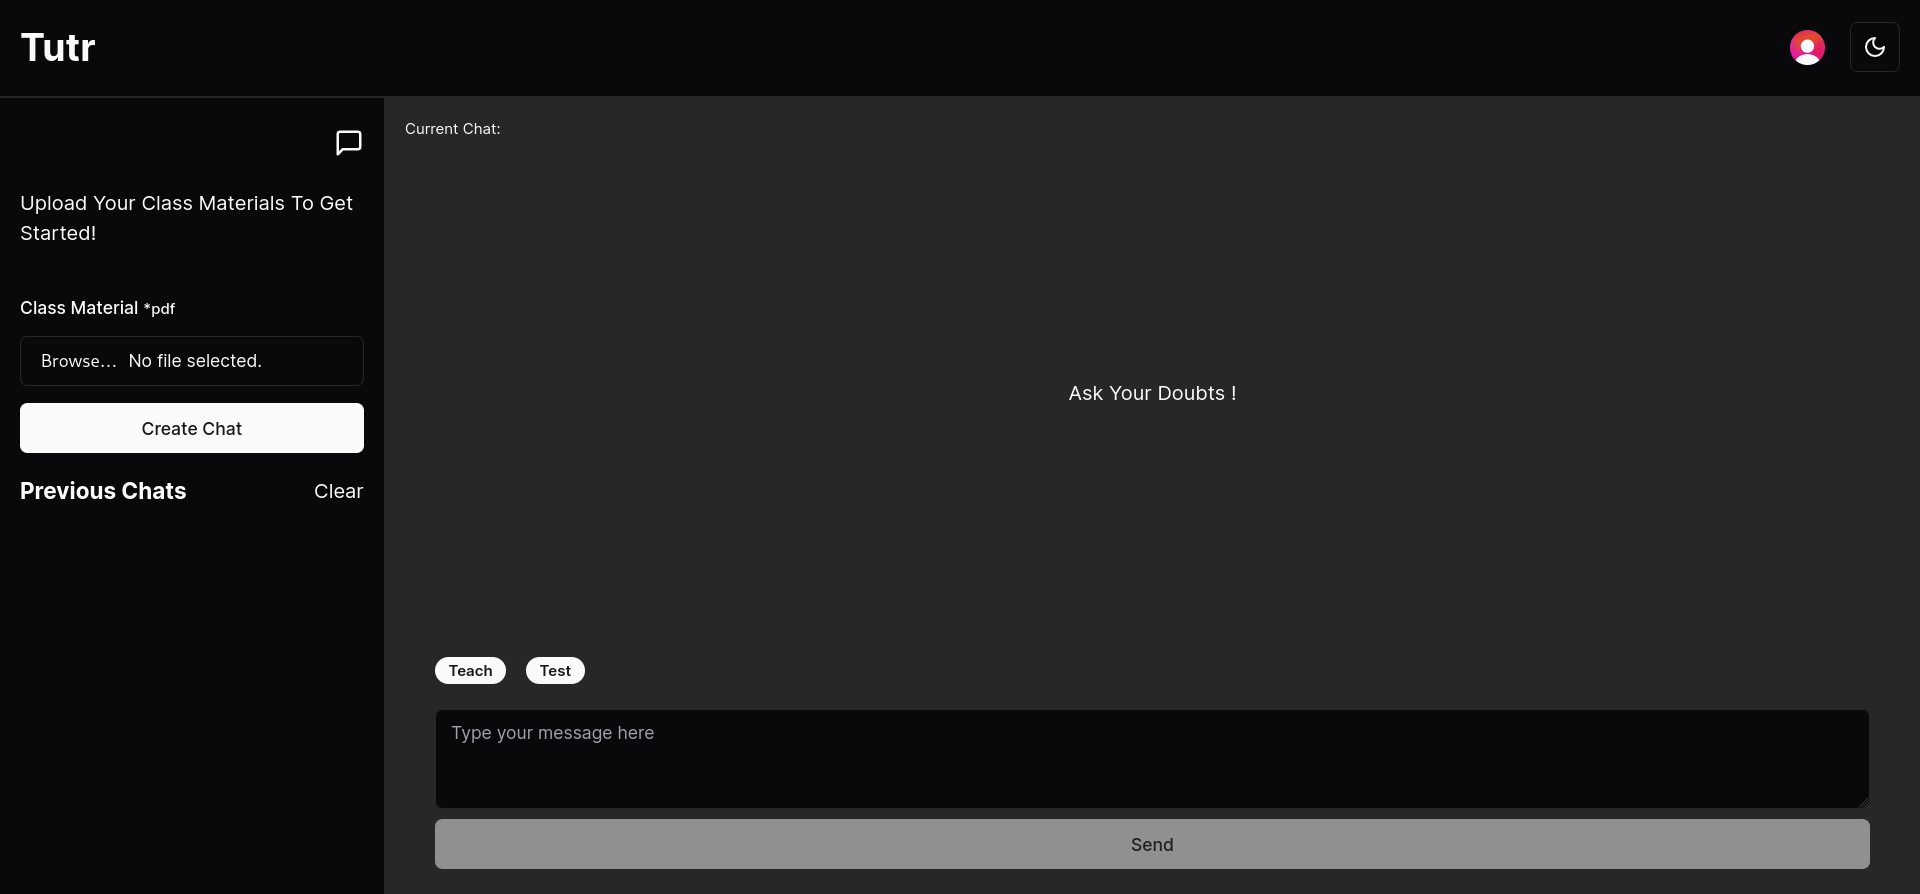 Tutr
Upload Your Class Materials To Get
Started!
Class Material *pdf
Browse... No file selected.
Create Chat
Previous Chats
Clear
Current Chat:
Ask Your Doubts !
Teach
Test
Type your message here
Send